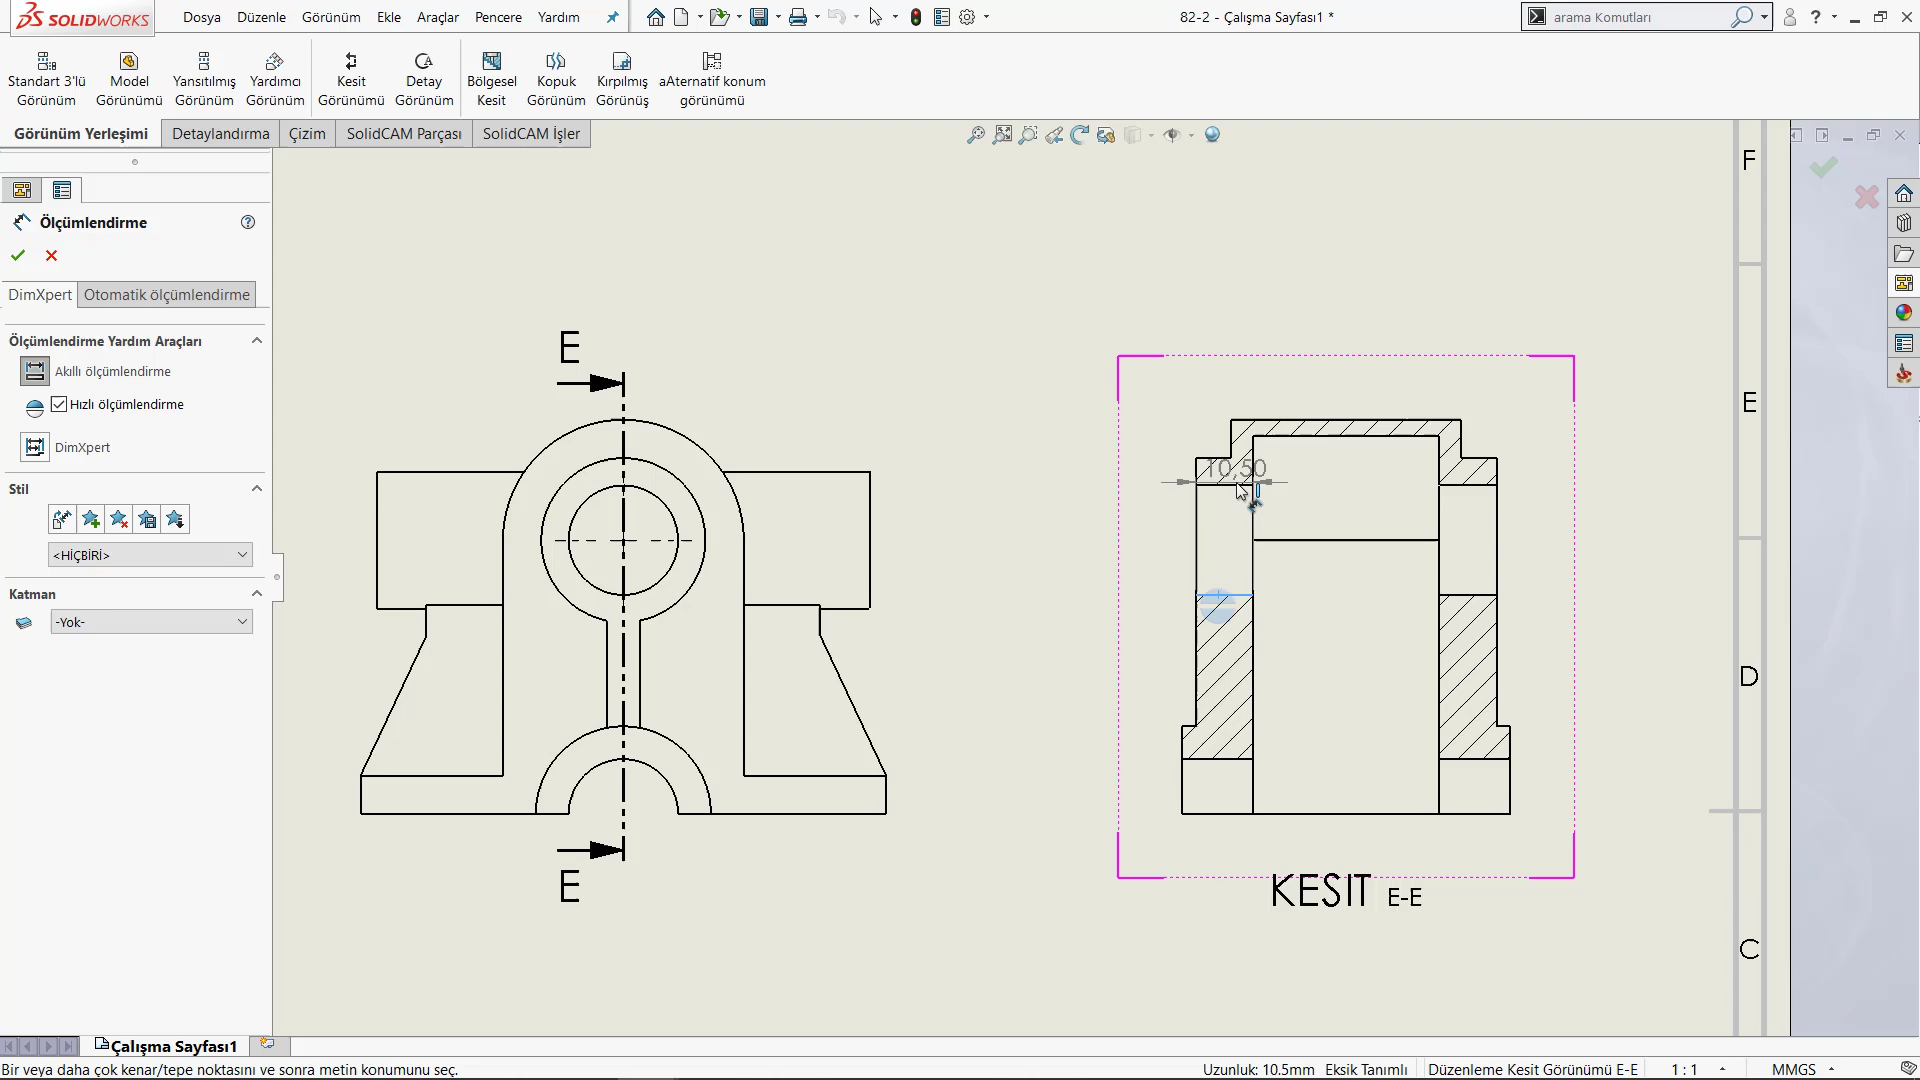 SOLIDWORKS
Dosya Düzenle Görünüm Ekle Araçlar Pencere Yardım
82-2 - Çalışma Sayfası1 *
arama Komutları
?
Standart 3'lü Görünüm
Model Görünümü
Yansıtılmış Görünüm
Yardımcı Görünüm
Kesit Görünümü
Detay Görünüm
Bölgesel Kesit
Kopuk Görünüm
Kırpılmış Görünüş
aAternatif konum görünümü
Görünüm Yerleşimi Detaylandırma Çizim SolidCAM Parçası SolidCAM İşler
Ölçümlendirme
DimXpert Otomatik ölçümlendirme
Ölçümlendirme Yardım Araçları
Akıllı ölçümlendirme
Hızlı ölçümlendirme
DimXpert
Stil
<HİÇBİRİ>
Katman
-Yok-
E
E
10,50
KESIT E-E
F
E
D
C
Çalışma Sayfası1
Bir veya daha çok kenar/tepe noktasını ve sonra metin konumunu seç.
Uzunluk: 10.5mm Eksik Tanımlı Düzenleme Kesit Görünümü E-E 1 : 1 MMGS